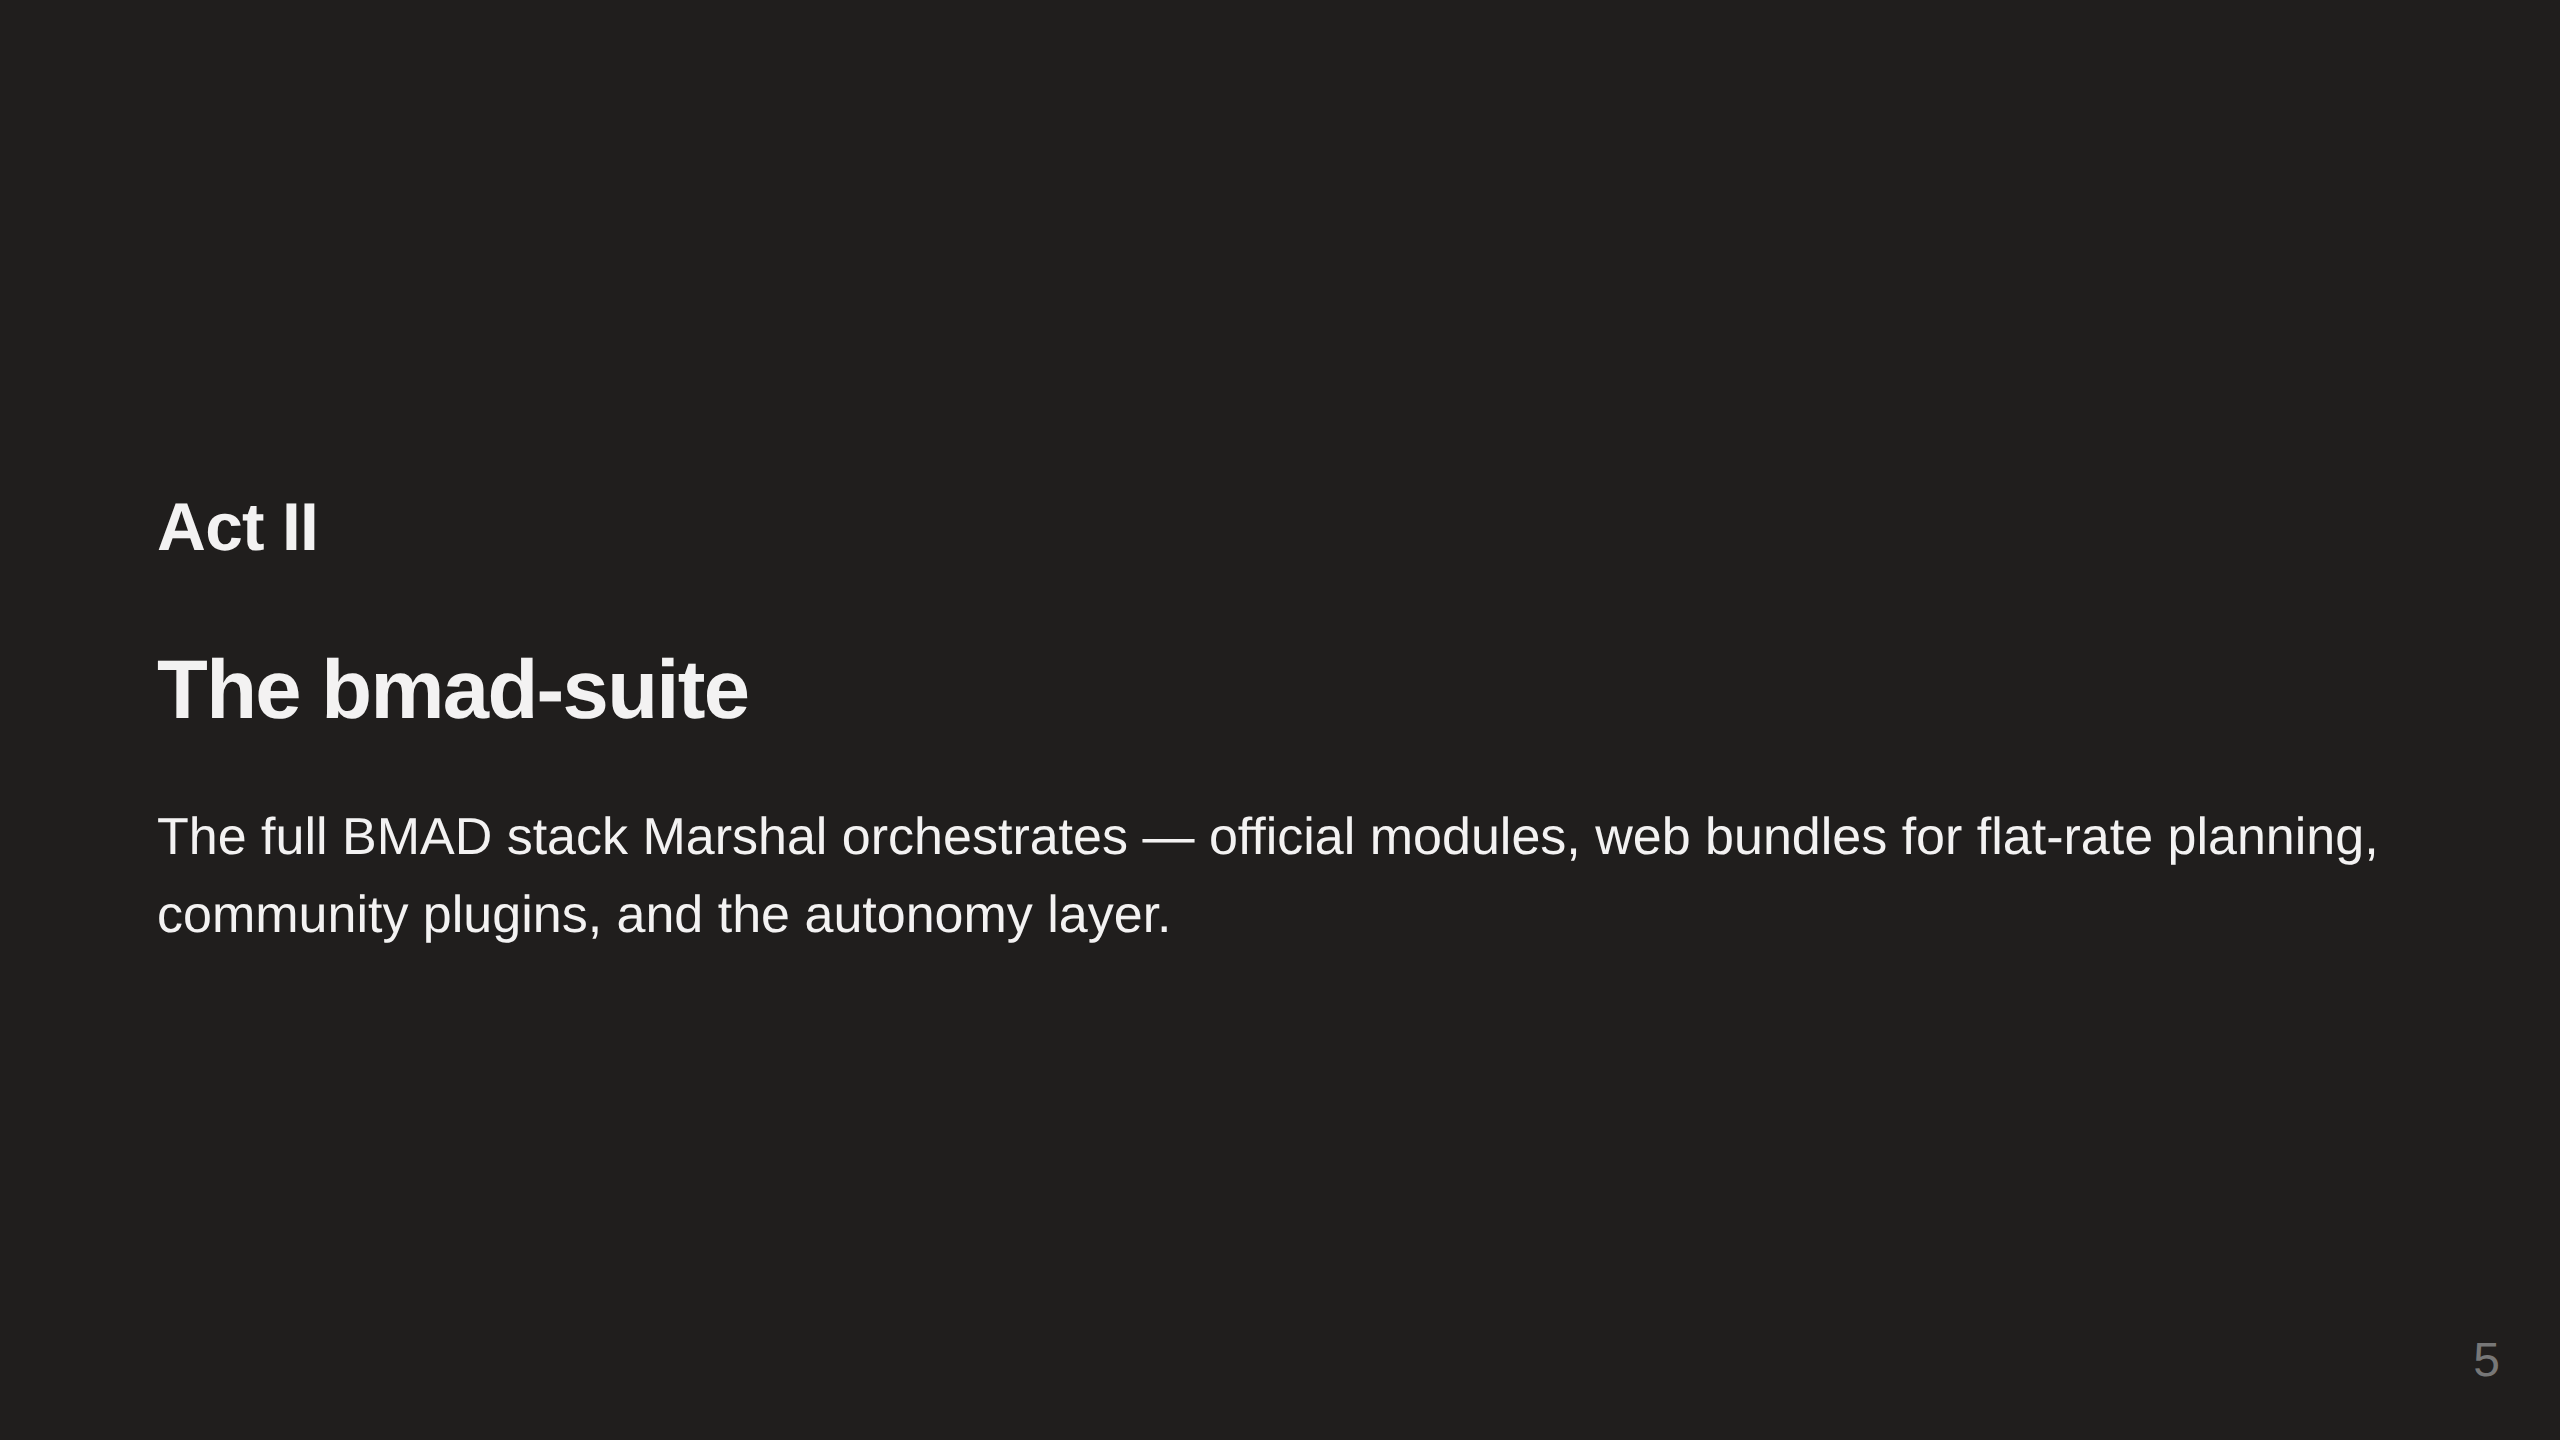 Act II
The bmad-suite
The full BMAD stack Marshal orchestrates — official modules, web bundles for flat-rate planning,
community plugins, and the autonomy layer.
5